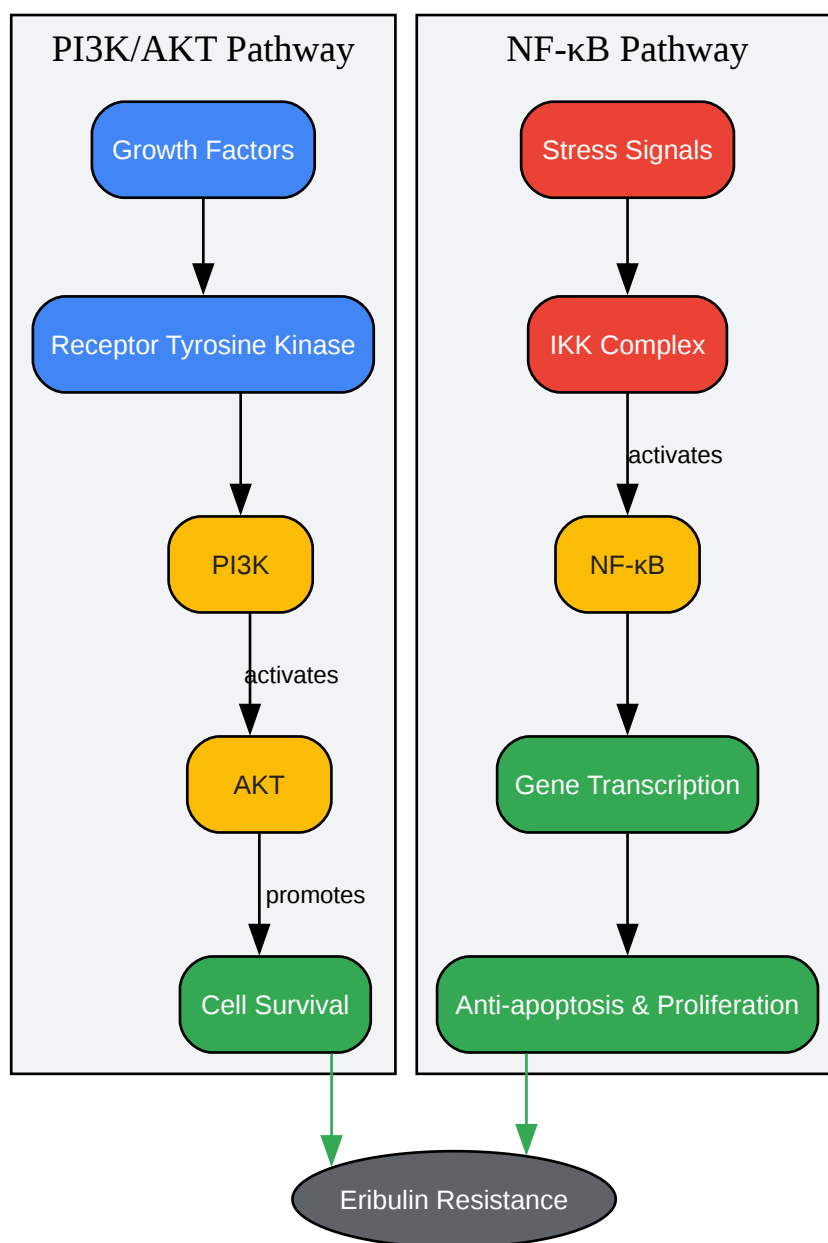 PI3K/AKT Pathway
Growth Factors
Receptor Tyrosine Kinase
PI3K
activates
AKT
promotes
Cell Survival
NF-κB Pathway
Stress Signals
IKK Complex
activates
NF-κB
Gene Transcription
Anti-apoptosis & Proliferation
Eribulin Resistance